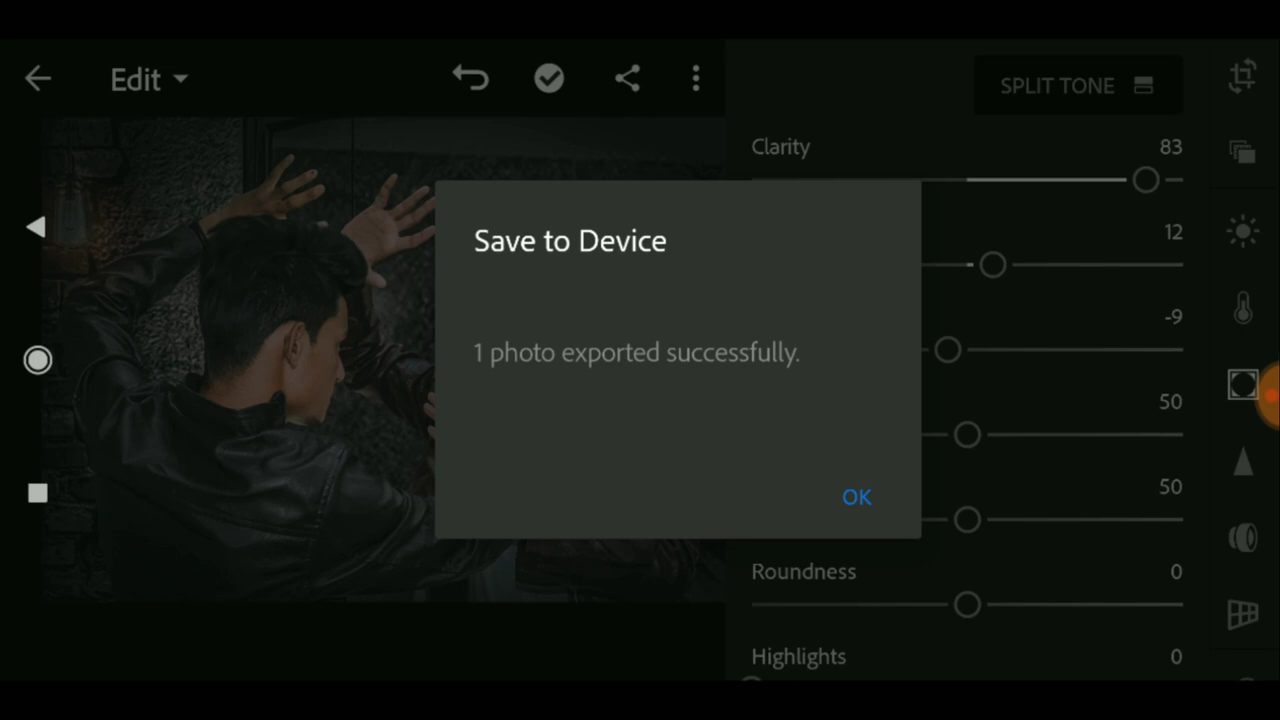 Edit
SPLIT TONE
Clarity 83
12
-9
50
50
Roundness 0
Highlights 0
Save to Device
1 photo exported successfully.
OK